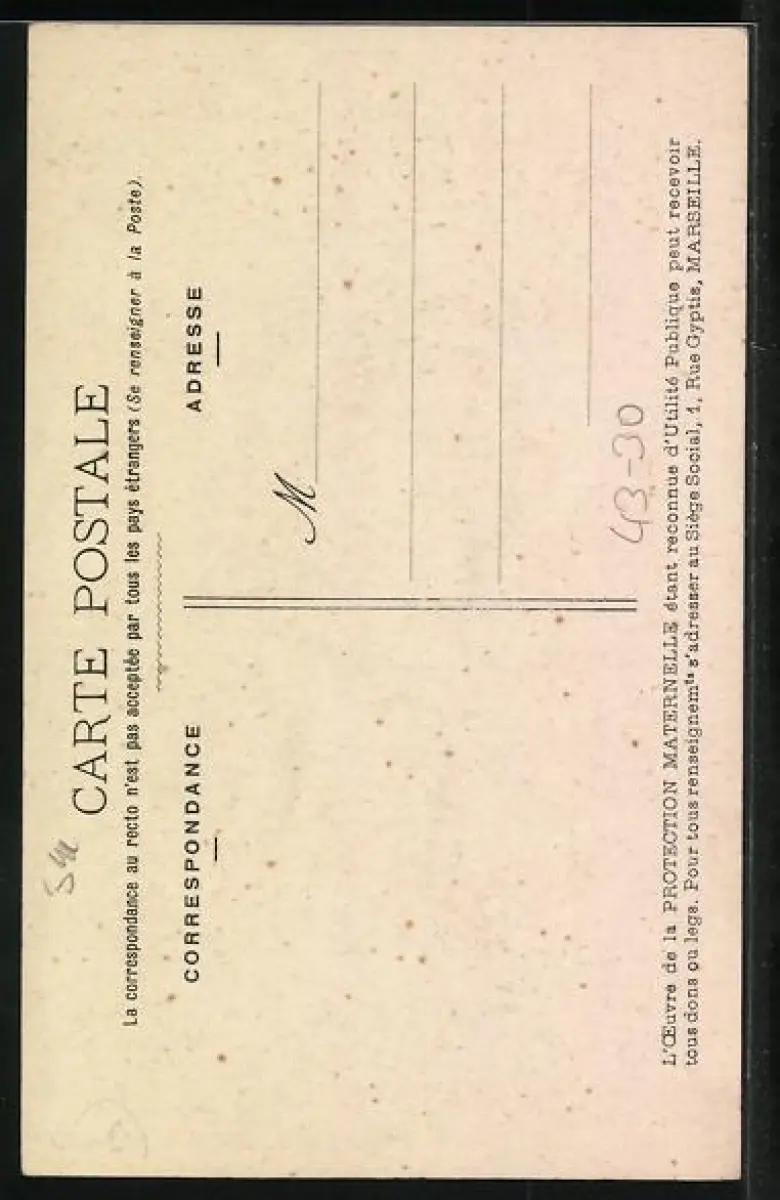 CARTE POSTALE
La correspondance au recto n'est pas acceptée par tous les pays étrangers (Se renseigner à la Poste).
CORRESPONDANCE
ADRESSE
M
43-30
L'Œuvre de la PROTECTION MATERNELLE étant reconnue d'Utilité Publique peut recevoir
tous dons ou legs. Pour tous renseignemts s'adresser au Siège Social, 1, Rue Gyptis, MARSEILLE.